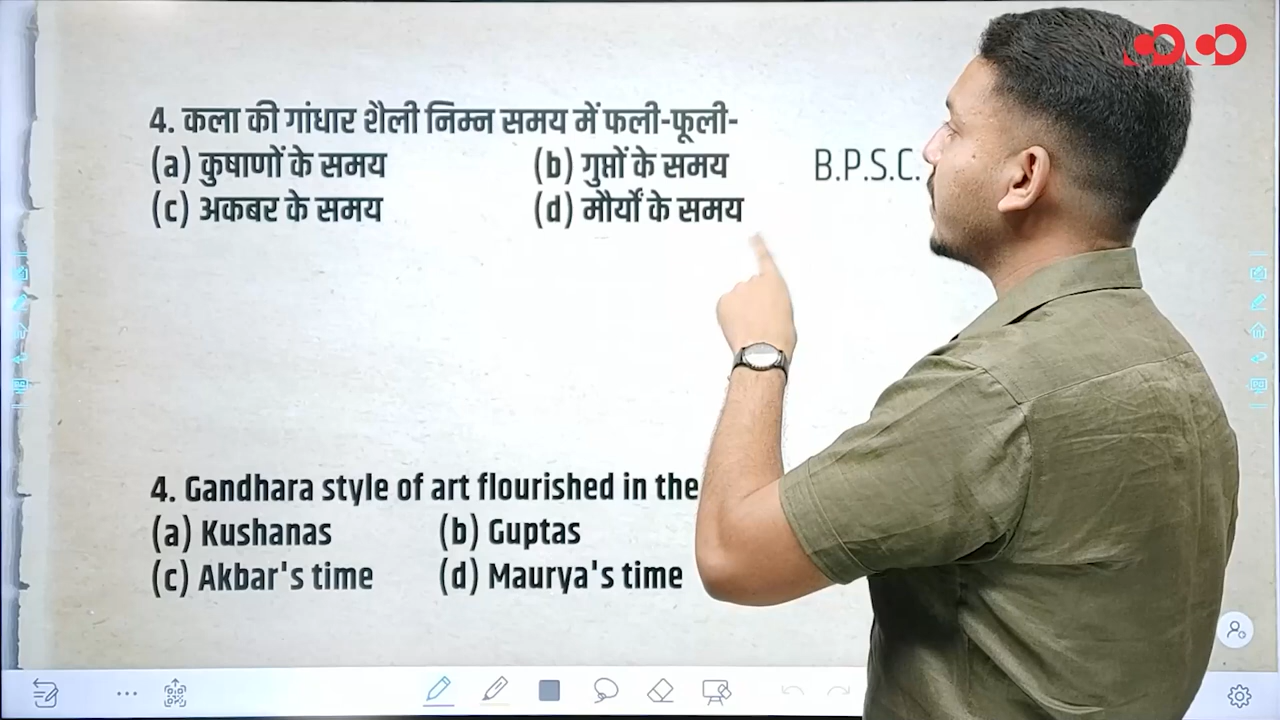 4. कला की गांधार शैली निम्न समय में फली-फूली-
(a) कुषाणों के समय (b) गुप्तों के समय B.P.S.C.
(c) अकबर के समय (d) मौर्यों के समय
4. Gandhara style of art flourished in the
(a) Kushanas (b) Guptas
(c) Akbar's time (d) Maurya's time